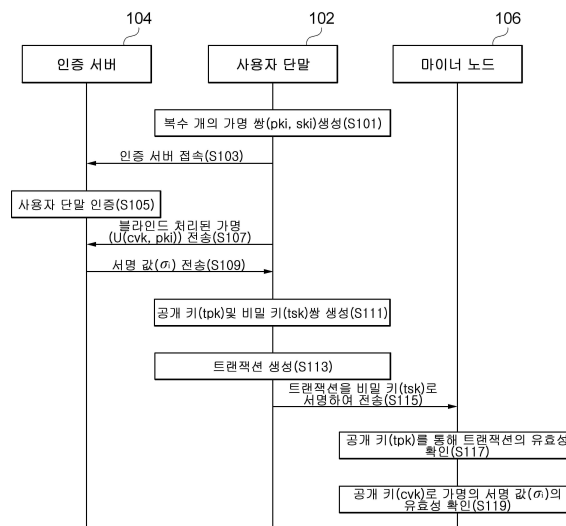 104
102
106
인증 서버
사용자 단말
마이너 노드
복수 개의 가명 쌍(pki, ski)생성(S101)
인증 서버 접속(S103)
사용자 단말 인증(S105)
블라인드 처리된 가명
(U(cvk, pki)) 전송(S107)
서명 값(σi) 전송(S109)
공개 키(tpk)및 비밀 키(tsk)쌍 생성(S111)
트랜잭션 생성(S113)
트랜잭션을 비밀 키(tsk)로
서명하여 전송(S115)
공개 키(tpk)를 통해 트랜잭션의 유효성
확인(S117)
공개 키(cvk)로 가명의 서명 값(σi)의
유효성 확인(S119)